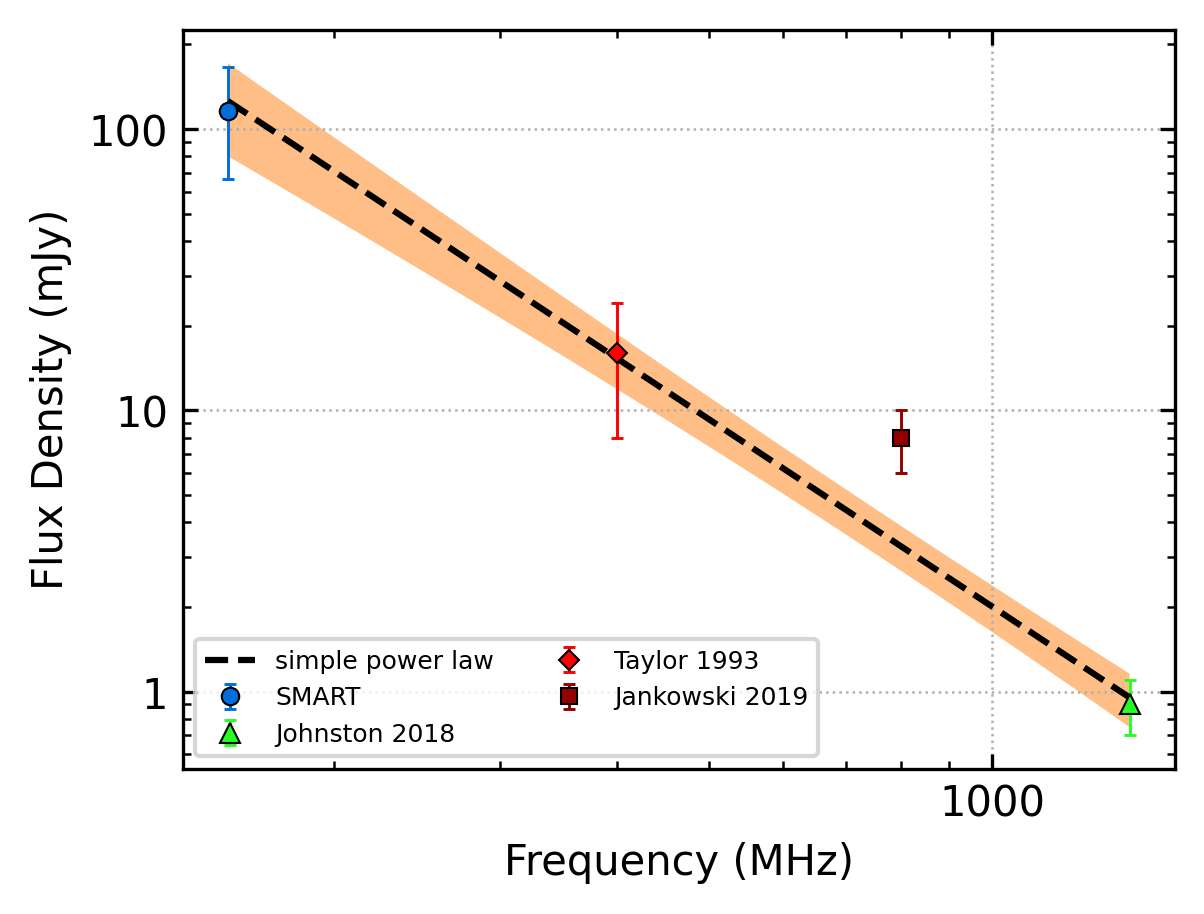 100
10
1
Flux Density (mJy)
simple power law
SMART
Johnston 2018
Taylor 1993
Jankowski 2019
1000
Frequency (MHz)